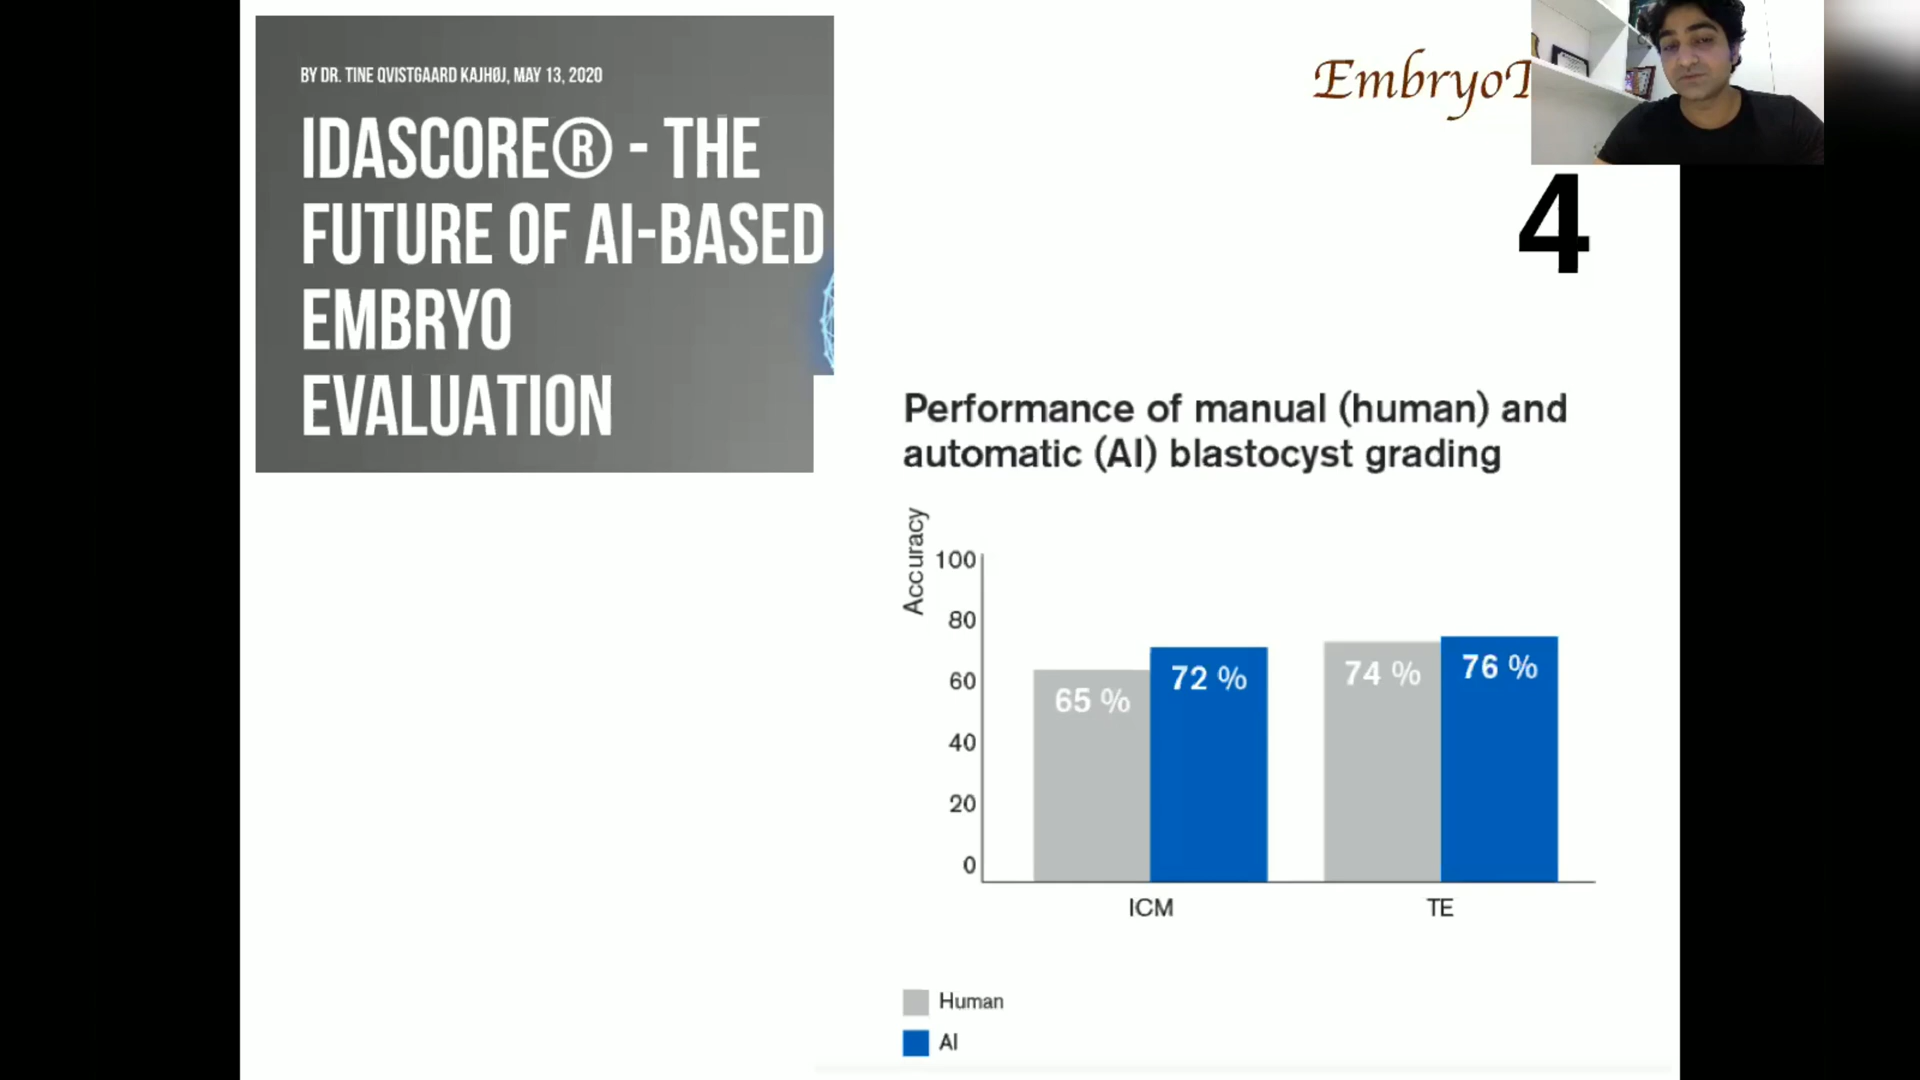 BY DR. TINE QVISTGAARD KAJHØJ, MAY 13, 2020
IDASCORE® - THE
FUTURE OF AI-BASED
EMBRYO
EVALUATION
4
Performance of manual (human) and
automatic (AI) blastocyst grading
Accuracy
100
80
60
40
20
0
65 %
72 %
74 %
76 %
ICM
TE
Human
AI